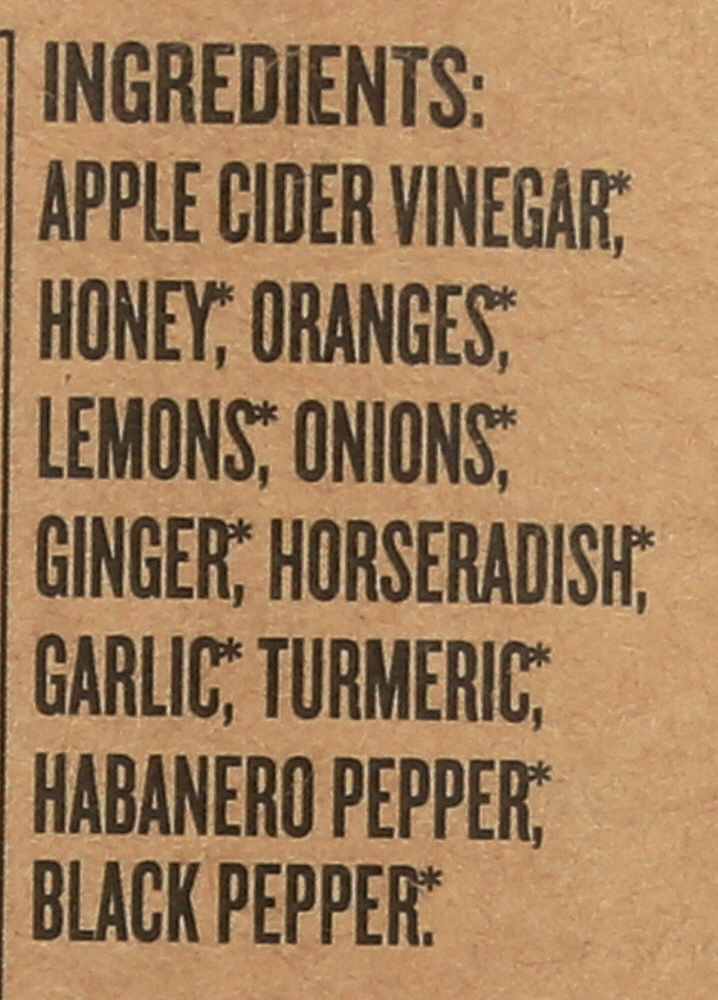 INGREDIENTS:
APPLE CIDER VINEGAR*,
HONEY*, ORANGES*,
LEMONS*, ONIONS*,
GINGER*, HORSERADISH*,
GARLIC*, TURMERIC*,
HABANERO PEPPER*,
BLACK PEPPER*.